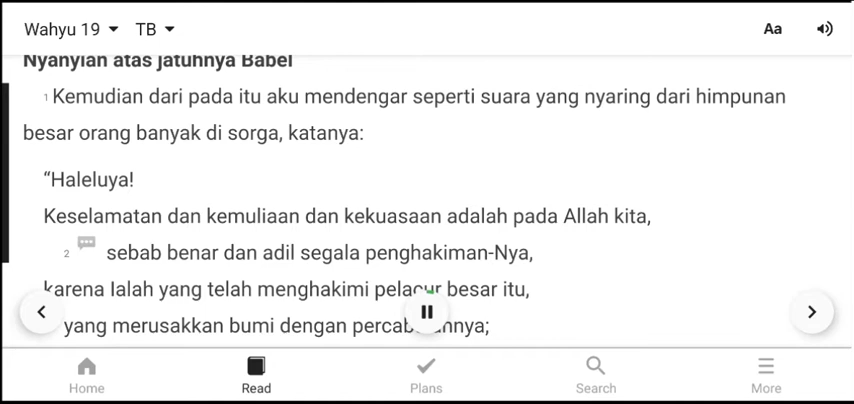 Wahyu 19 TB Aa
Nyanyian atas jatuhnya Babel
1 Kemudian dari pada itu aku mendengar seperti suara yang nyaring dari himpunan
besar orang banyak di sorga, katanya:
“Haleluya!
Keselamatan dan kemuliaan dan kekuasaan adalah pada Allah kita,
2 sebab benar dan adil segala penghakiman-Nya,
karena Ialah yang telah menghakimi pelacur besar itu,
yang merusakkan bumi dengan
Home Read Plans Search More